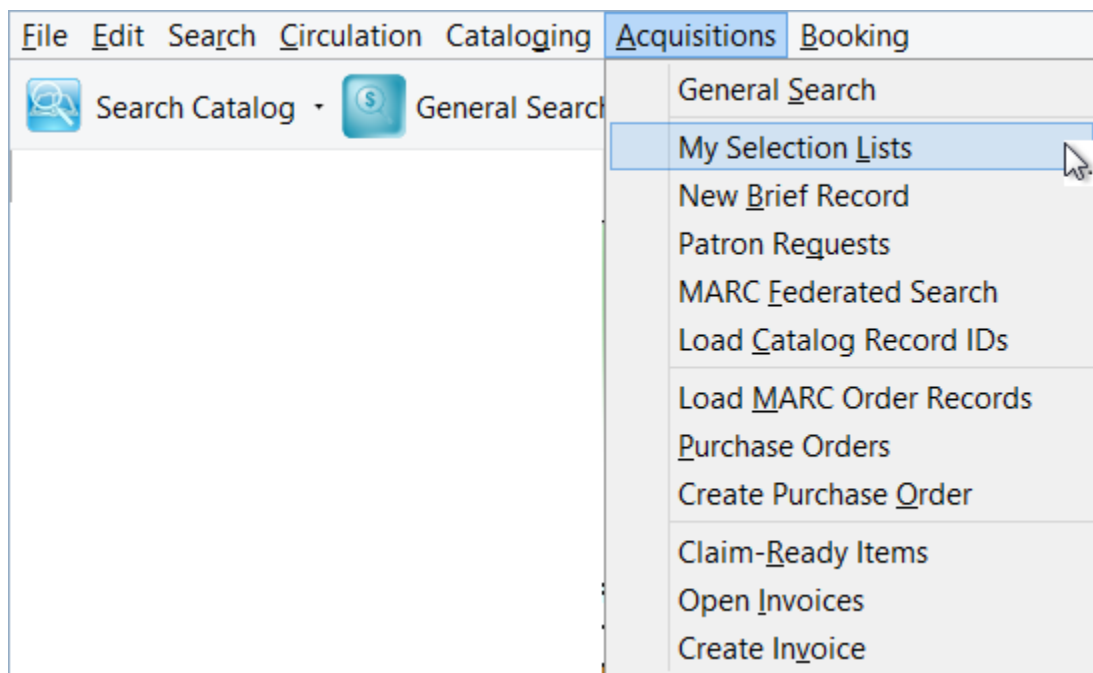 File Edit Search Circulation Cataloging Acquisitions Booking
Search Catalog General Search
General Search
My Selection Lists
New Brief Record
Patron Requests
MARC Federated Search
Load Catalog Record IDs
Load MARC Order Records
Purchase Orders
Create Purchase Order
Claim-Ready Items
Open Invoices
Create Invoice